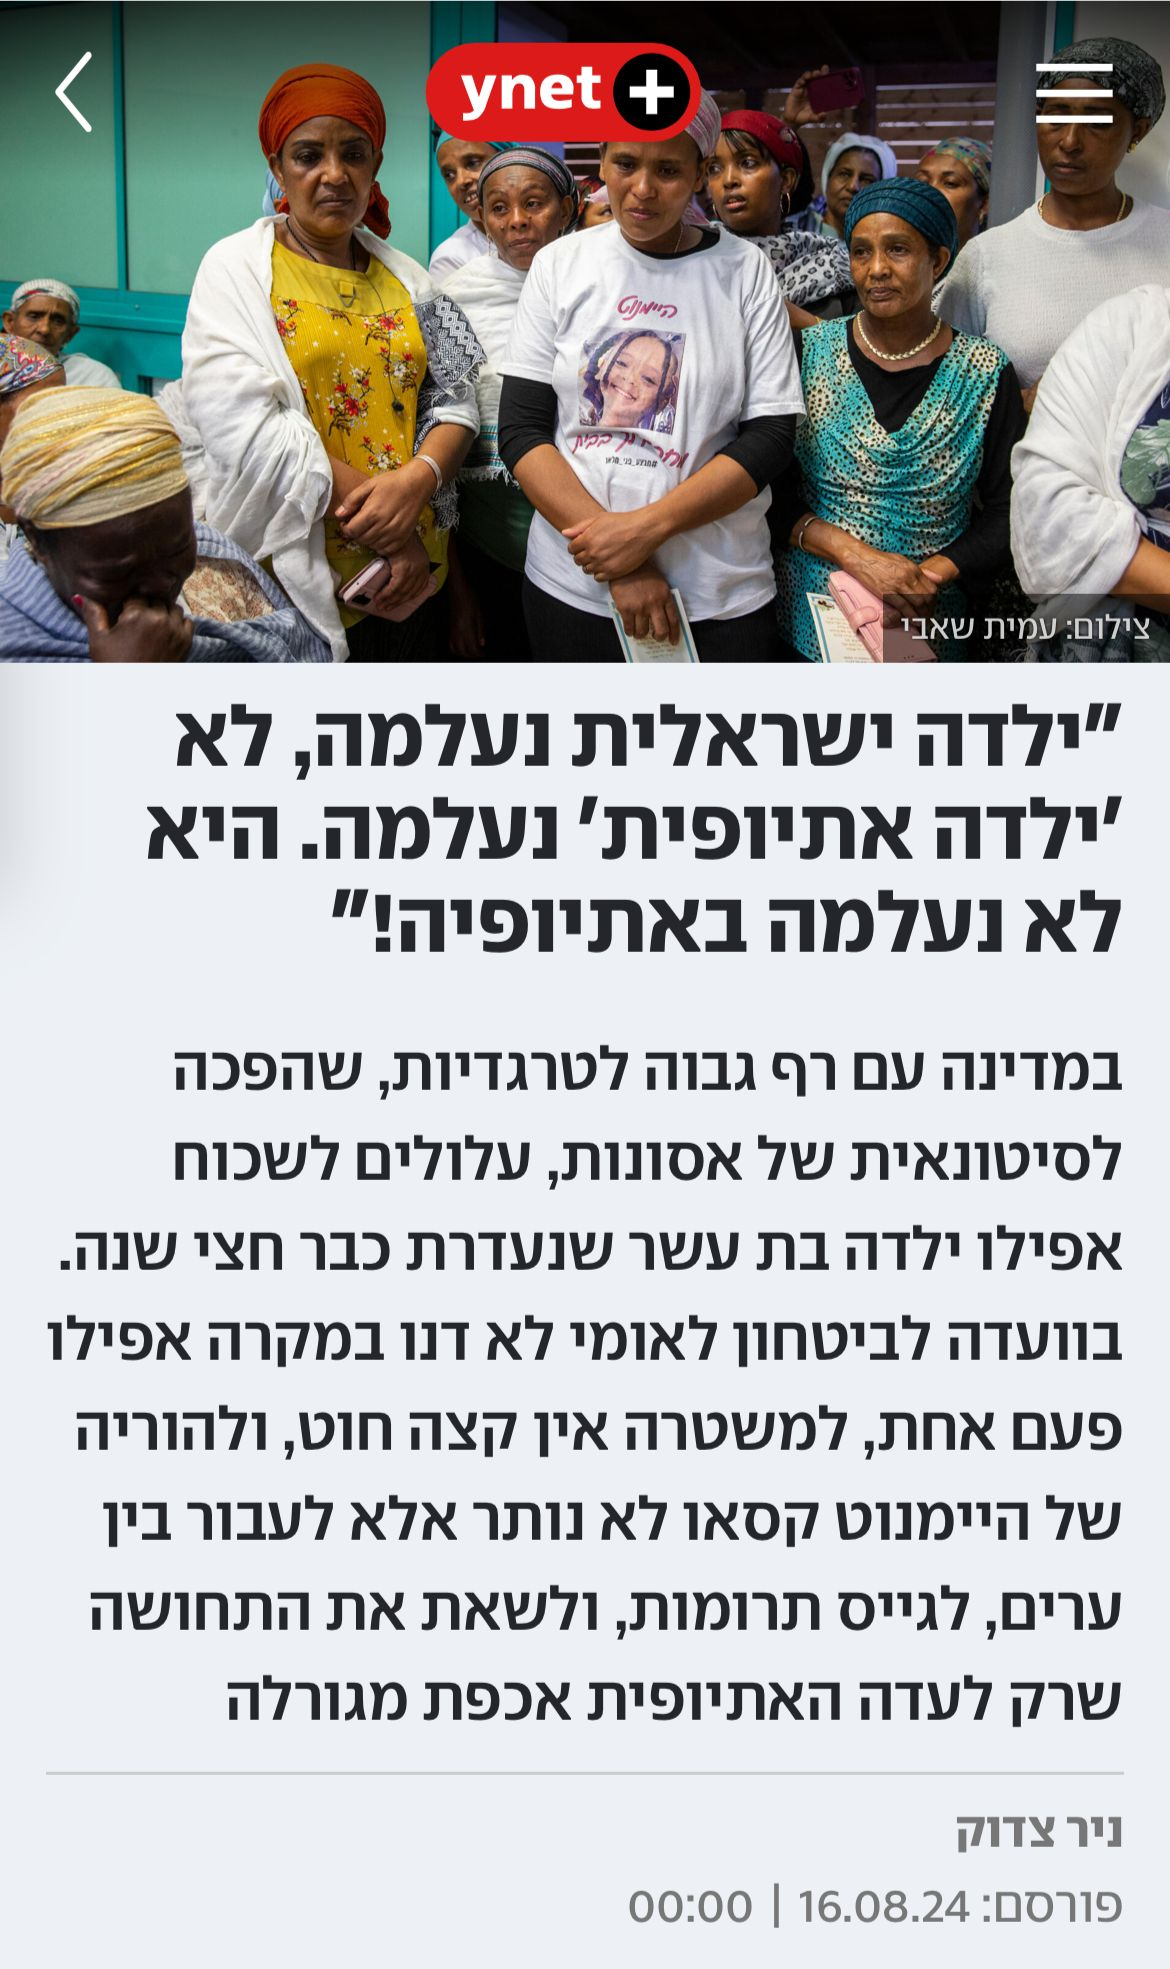 ynet+
היימנוט
צילום: עמית שאבי
"ילדה ישראלית נעלמה, לא
'ילדה אתיופית' נעלמה. היא
לא נעלמה באתיופיה!"
במדינה עם רף גבוה לטרגדיות, שהפכה
לסיטונאית של אסונות, עלולים לשכוח
אפילו ילדה בת עשר שנעדרת כבר חצי שנה.
בוועדה לביטחון לאומי לא דנו במקרה אפילו
פעם אחת, למשטרה אין קצה חוט, ולהוריה
של היימנוט קסאו לא נותר אלא לעבור בין
ערים, לגייס תרומות, ולשאת את התחושה
שרק לעדה האתיופית אכפת מגורלה
ניר צדוק
פורסם: 16.08.24 | 00:00